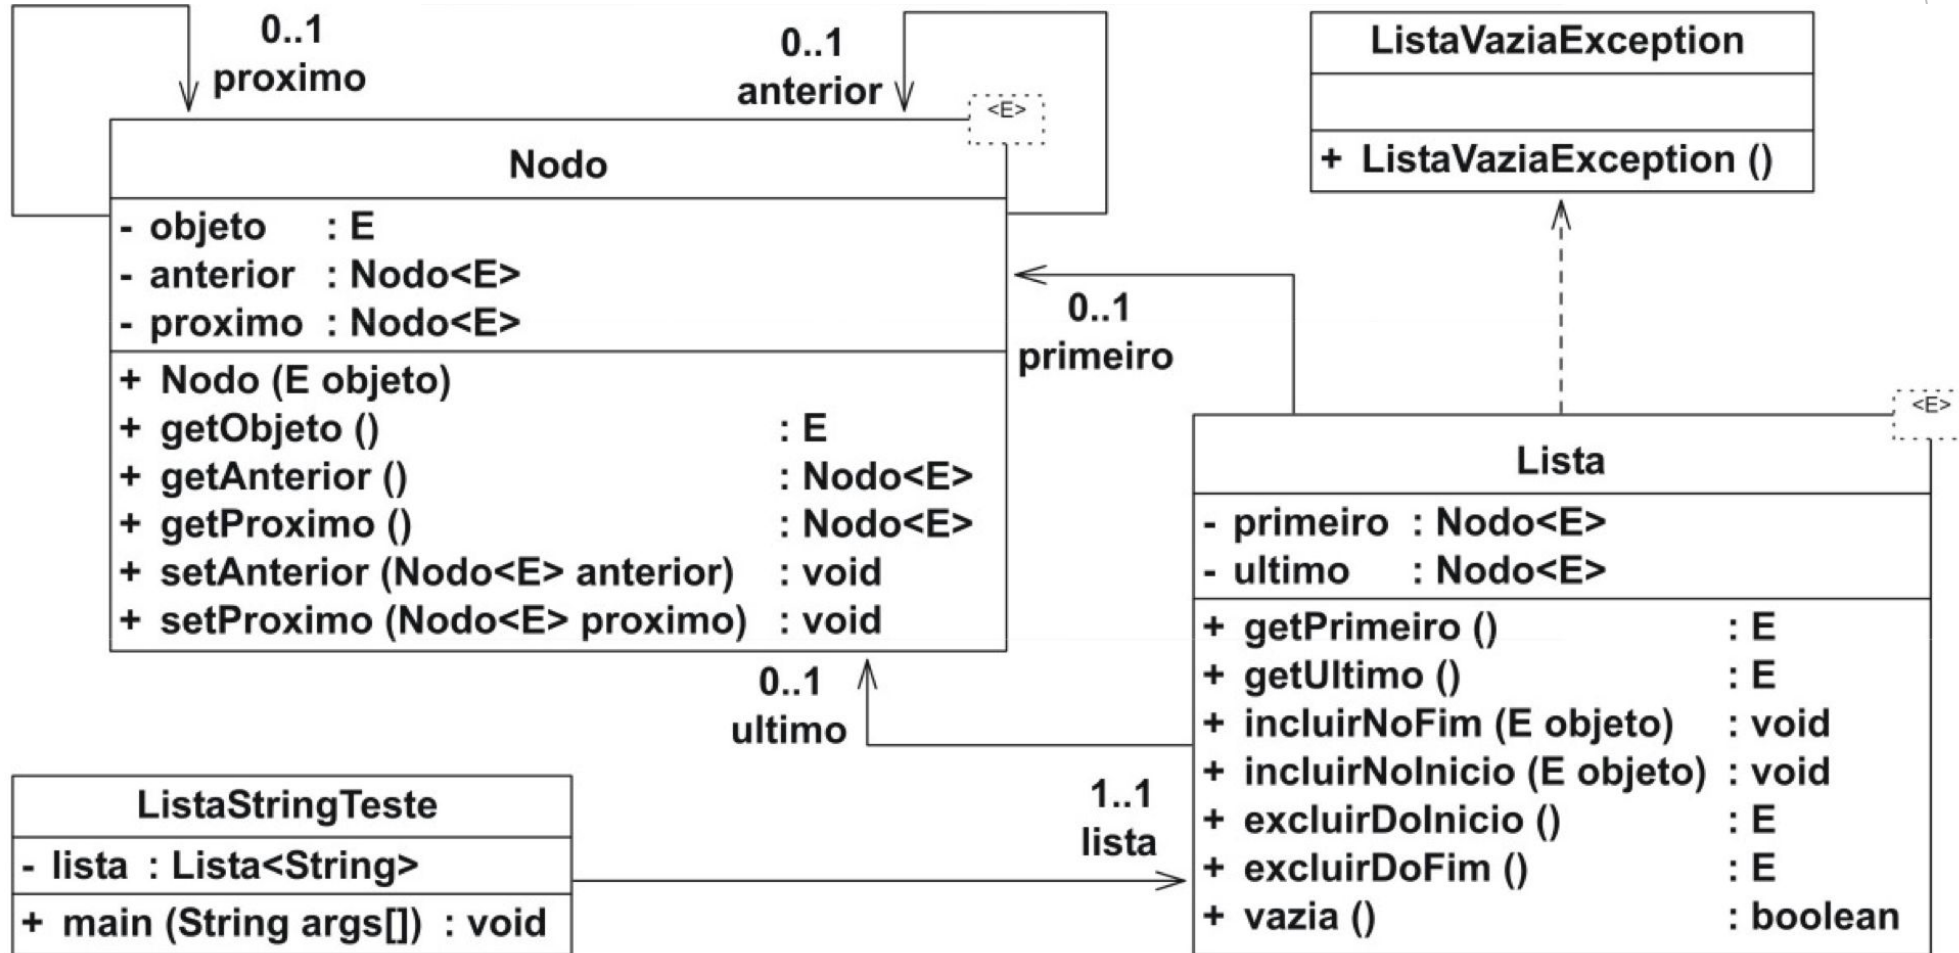 0..1
proximo
0..1
anterior
<E>
Nodo
- objeto : E
- anterior : Nodo<E>
- proximo : Nodo<E>
+ Nodo (E objeto)
+ getObjeto () : E
+ getAnterior () : Nodo<E>
+ getProximo () : Nodo<E>
+ setAnterior (Nodo<E> anterior) : void
+ setProximo (Nodo<E> proximo) : void
ListaVaziaException
+ ListaVaziaException ()
0..1
primeiro
0..1
ultimo
<E>
Lista
- primeiro : Nodo<E>
- ultimo : Nodo<E>
+ getPrimeiro () : E
+ getUltimo () : E
+ incluirNoFim (E objeto) : void
+ incluirNoInicio (E objeto) : void
+ excluirDoInicio () : E
+ excluirDoFim () : E
+ vazia () : boolean
1..1
lista
ListaStringTeste
- lista : Lista<String>
+ main (String args[]) : void